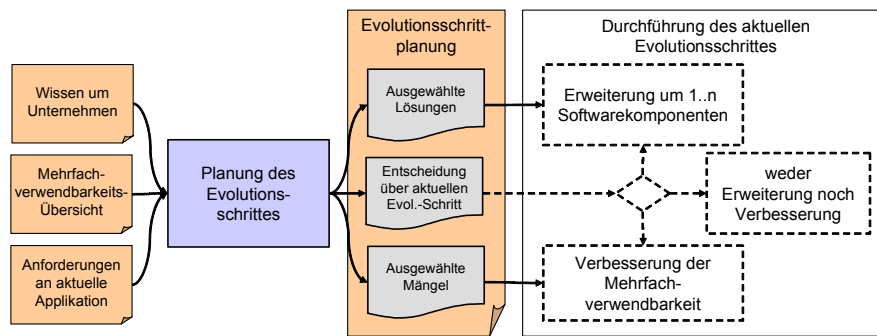 Wissen um
Unternehmen
Mehrfach-
verwendbarkeits-
Übersicht
Anforderungen
an aktuelle
Applikation
Planung des
Evolutions-
schrittes
Evolutionsschritt-
planung
Ausgewählte
Lösungen
Entscheidung
über aktuellen
Evol.-Schritt
Ausgewählte
Mängel
Durchführung des aktuellen
Evolutionsschrittes
Erweiterung um 1..n
Softwarekomponenten
weder
Erweiterung noch
Verbesserung
Verbesserung der
Mehrfach-
verwendbarkeit